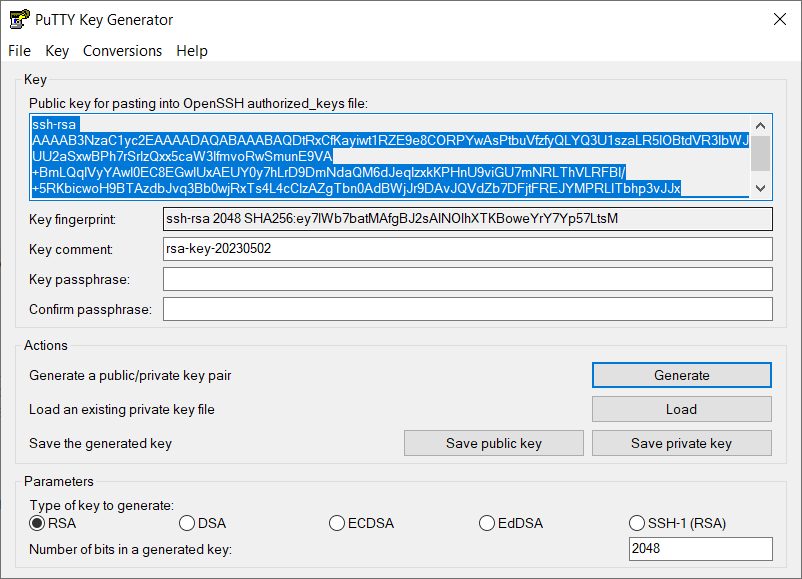 PuTTY Key Generator
File Key Conversions Help
Key
Public key for pasting into OpenSSH authorized_keys file:
ssh-rsa
AAAAB3NzaC1yc2EAAAADAQABAAABAQDtRxCfKayiwt1RZE9e8CORPYwAsPtbuVfzfyQLYQ3U1szaLR5lOBtdVR3lbWJ
UU2aSxwBPh7rSrlzQxx5caW3lfmvoRwSmunE9VA
+BmLQqlVyYAwl0EC8EGwlUxAEUY0y7hLrD9DmNdaQM6dJeqlzxkKPHnU9viGU7mNRLThVLRFBl/
+5RKbicwoH9BTAzdbJvq3Bb0wjRxTs4L4cClzAZgTbn0AdBWjJr9DAvJQVdZb7DFjtFREJYMPRLITbhp3vJJx
Key fingerprint: ssh-rsa 2048 SHA256:ey7lWb7batMAfgBJ2sAlNOlhXTKBoweYrY7Yp57LtsM
Key comment: rsa-key-20230502
Key passphrase:
Confirm passphrase:
Actions
Generate a public/private key pair Generate
Load an existing private key file Load
Save the generated key Save public key Save private key
Parameters
Type of key to generate:
RSA DSA ECDSA EdDSA SSH-1 (RSA)
Number of bits in a generated key: 2048